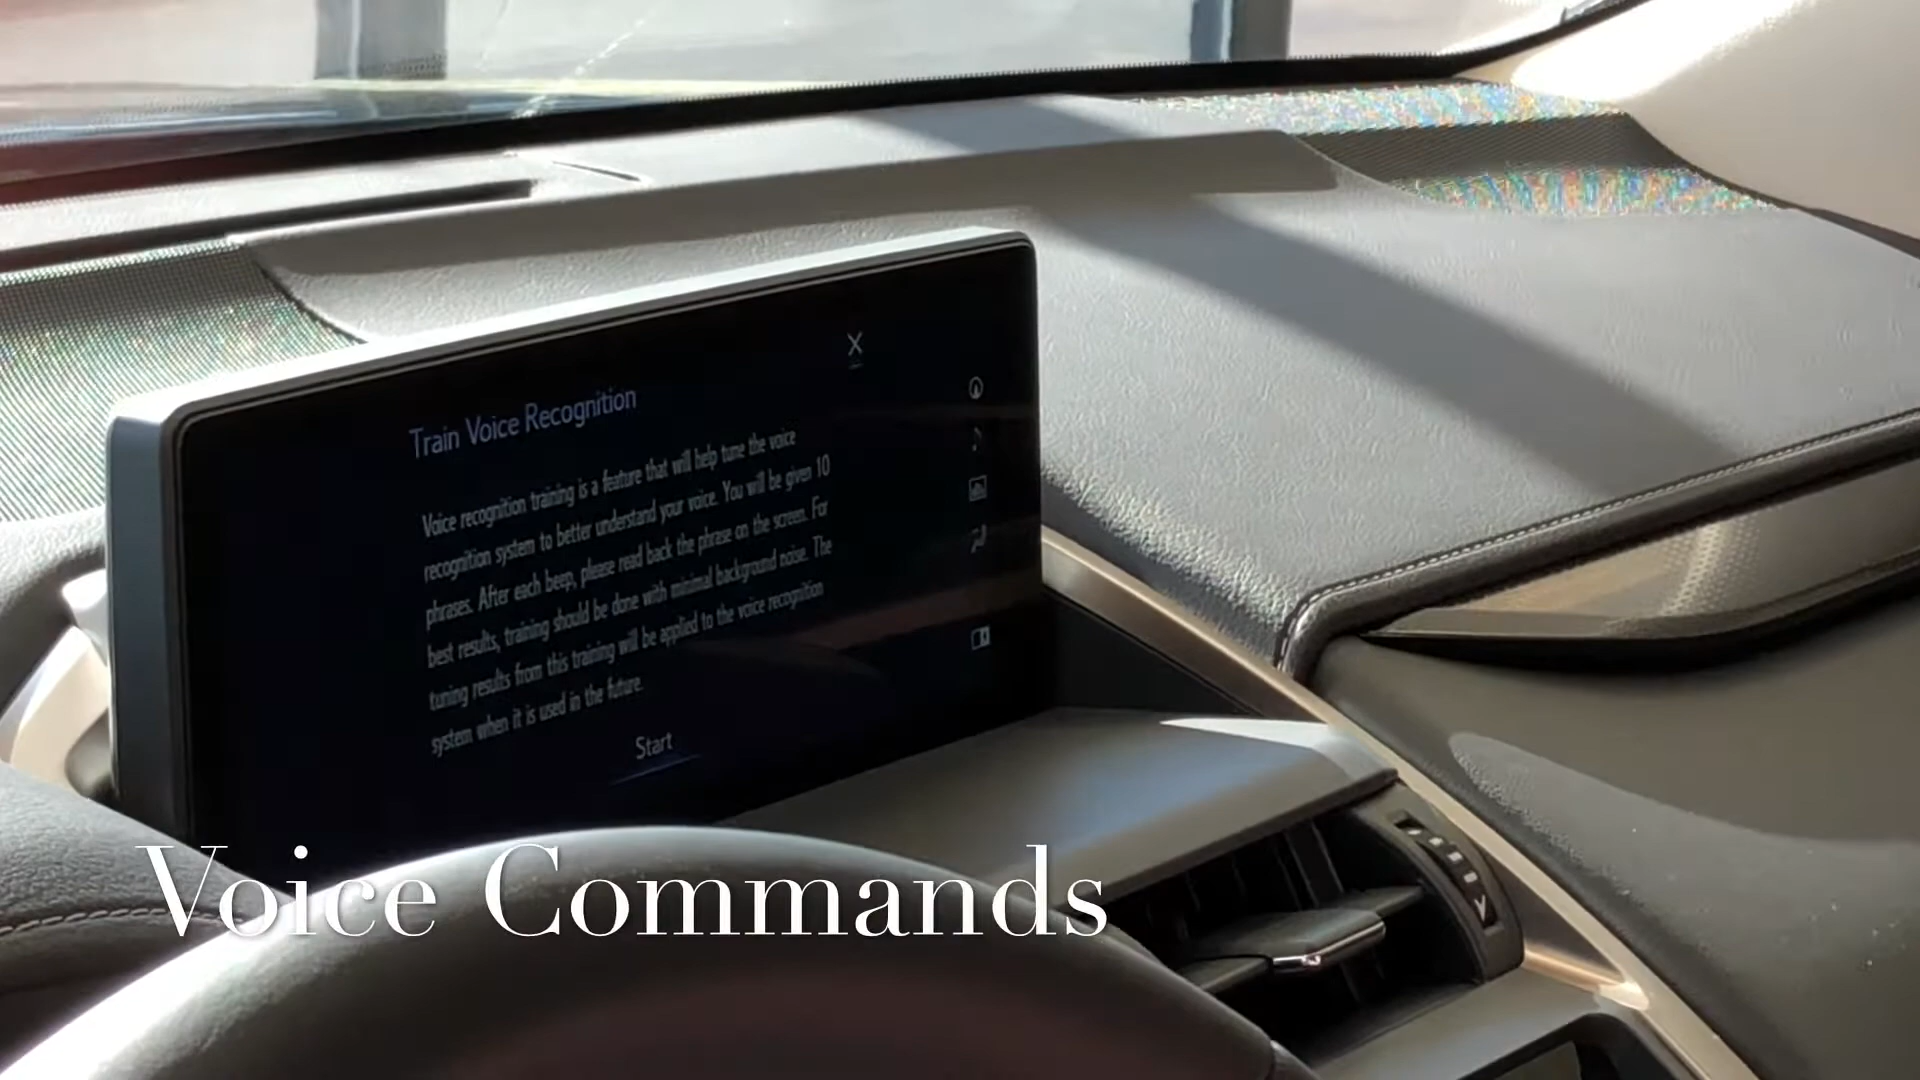 Train Voice Recognition
Voice recognition training is a feature that will help tune the voice
recognition system to better understand your voice. You will be given 10
phrases. After each beep, please read back the phrase on the screen. For
best results, training should be done with minimal background noise. The
tuning results from this training will be applied to the voice recognition
system when it is used in the future.
Start
Voice Commands